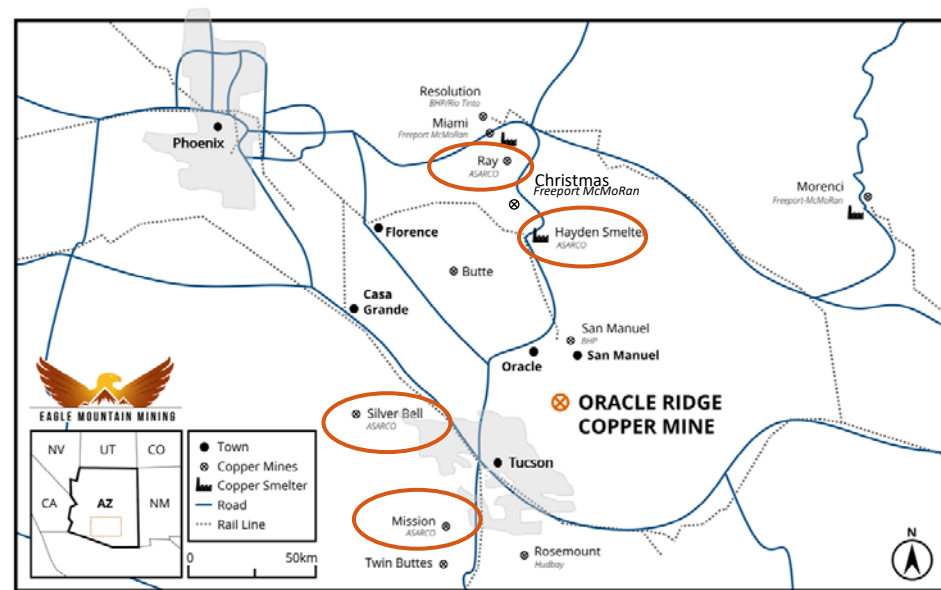 Resolution
BHP/Rio Tinto
Miami
Freeport McMoRan
Phoenix
Ray
ASARCO
Christmas
Freeport McMoRan
Morenci
Freeport-McMoRan
Florence
Hayden Smelter
ASARCO
Butte
Casa
Grande
San Manuel
BHP
Oracle
San Manuel
ORACLE RIDGE
COPPER MINE
EAGLE MOUNTAIN MINING
Silver Bell
ASARCO
Tucson
Mission
ASARCO
Twin Buttes
Rosemount
Hudbay
NV
UT
CO
CA
AZ
NM
Town
Copper Mines
Copper Smelter
Road
Rail Line
0 50km
N